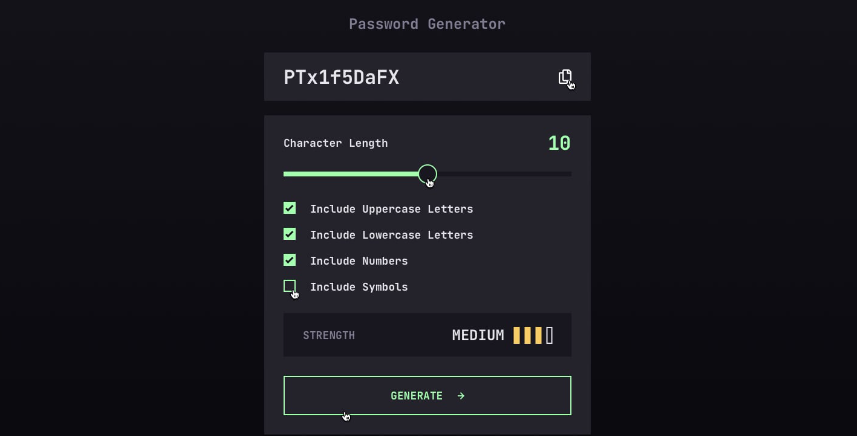 Password Generator
PTx1f5DaFX
Character Length 10
Include Uppercase Letters
Include Lowercase Letters
Include Numbers
Include Symbols
STRENGTH MEDIUM
GENERATE →